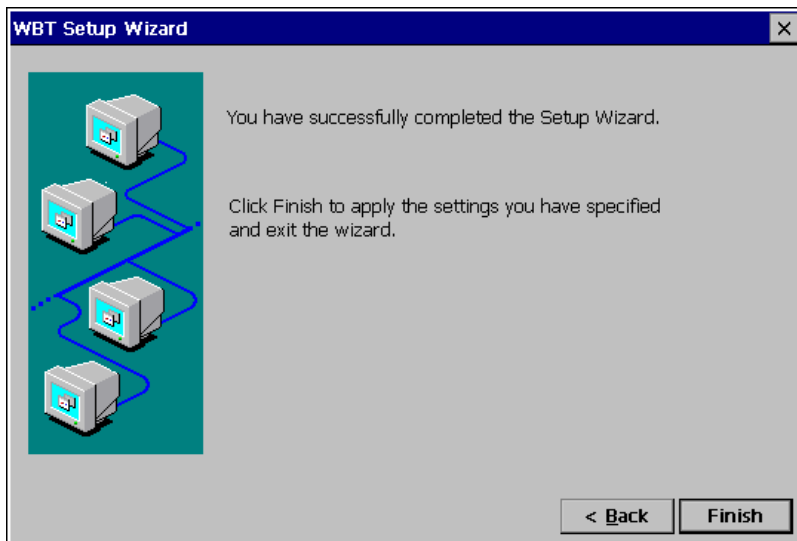 WBT Setup Wizard
You have successfully completed the Setup Wizard.
Click Finish to apply the settings you have specified
and exit the wizard.
< Back
Finish